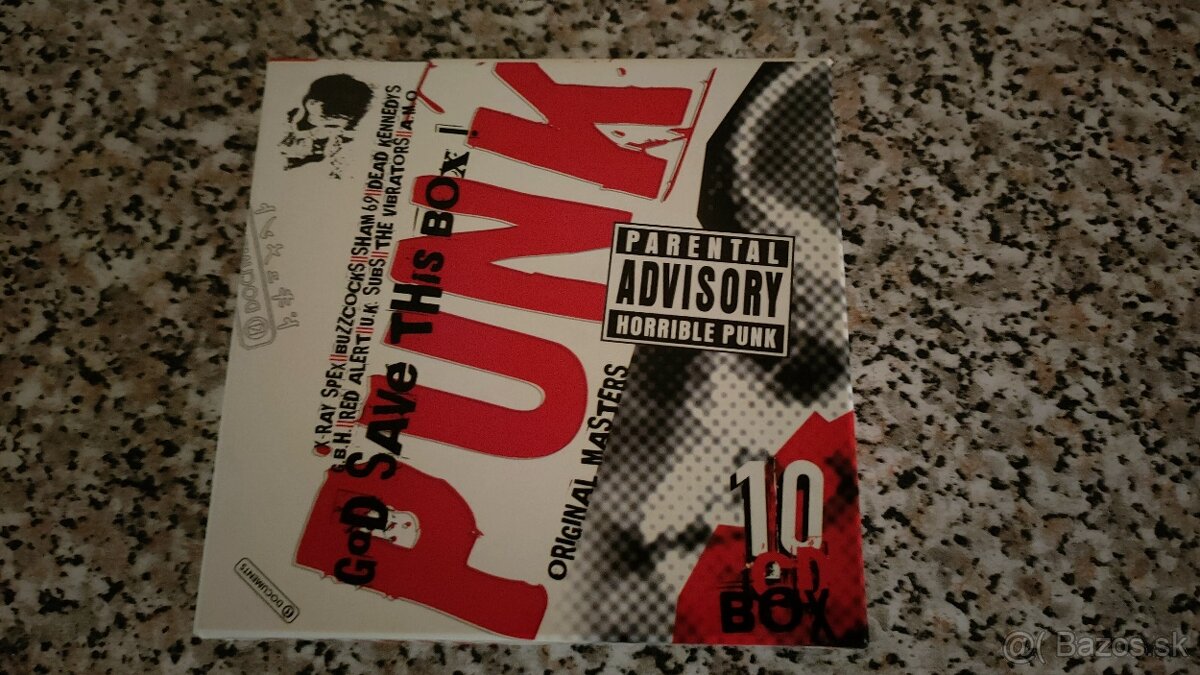 X-RAY SPEX||BUZZCOCKS||SHAM 69||DEAD KENNEDYS
G.B.H.||RED ALERT||U.K. SUBS||THE VIBRATORS||A.M.O
GOD SAVE THIS BOX!
PUNK
ORIGINAL MASTERS
PARENTAL
ADVISORY
HORRIBLE PUNK
10
CD
BOX
DOCUMENTS
@( Bazos.sk